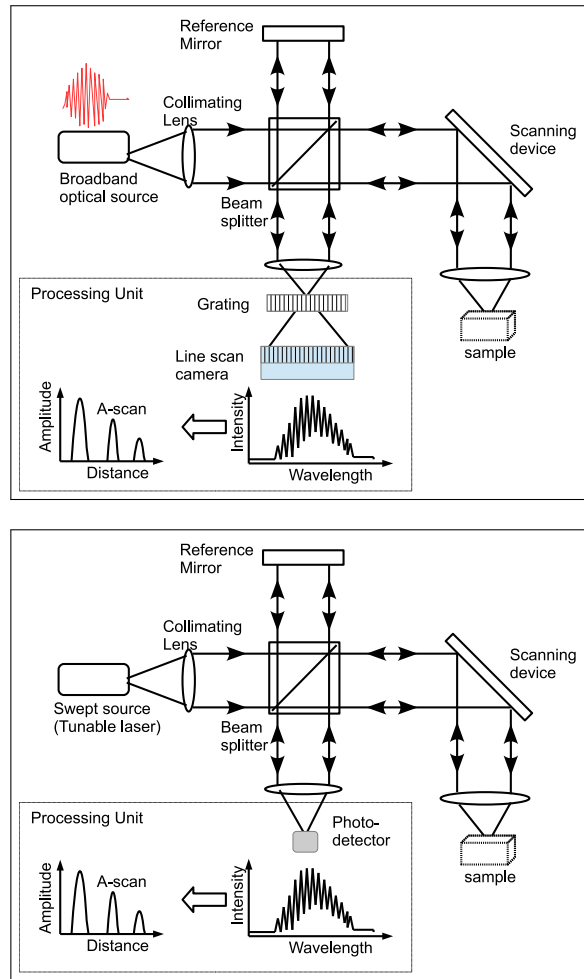 Reference
Mirror
Collimating
Lens
Scanning
device
Broadband
optical source
Beam
splitter
Processing Unit
Grating
Line scan
camera
sample
Amplitude
A-scan
Distance
Intensity
Wavelength
Reference
Mirror
Collimating
Lens
Scanning
device
Swept source
(Tunable laser)
Beam
splitter
Processing Unit
Photo-
detector
sample
Amplitude
A-scan
Distance
Intensity
Wavelength